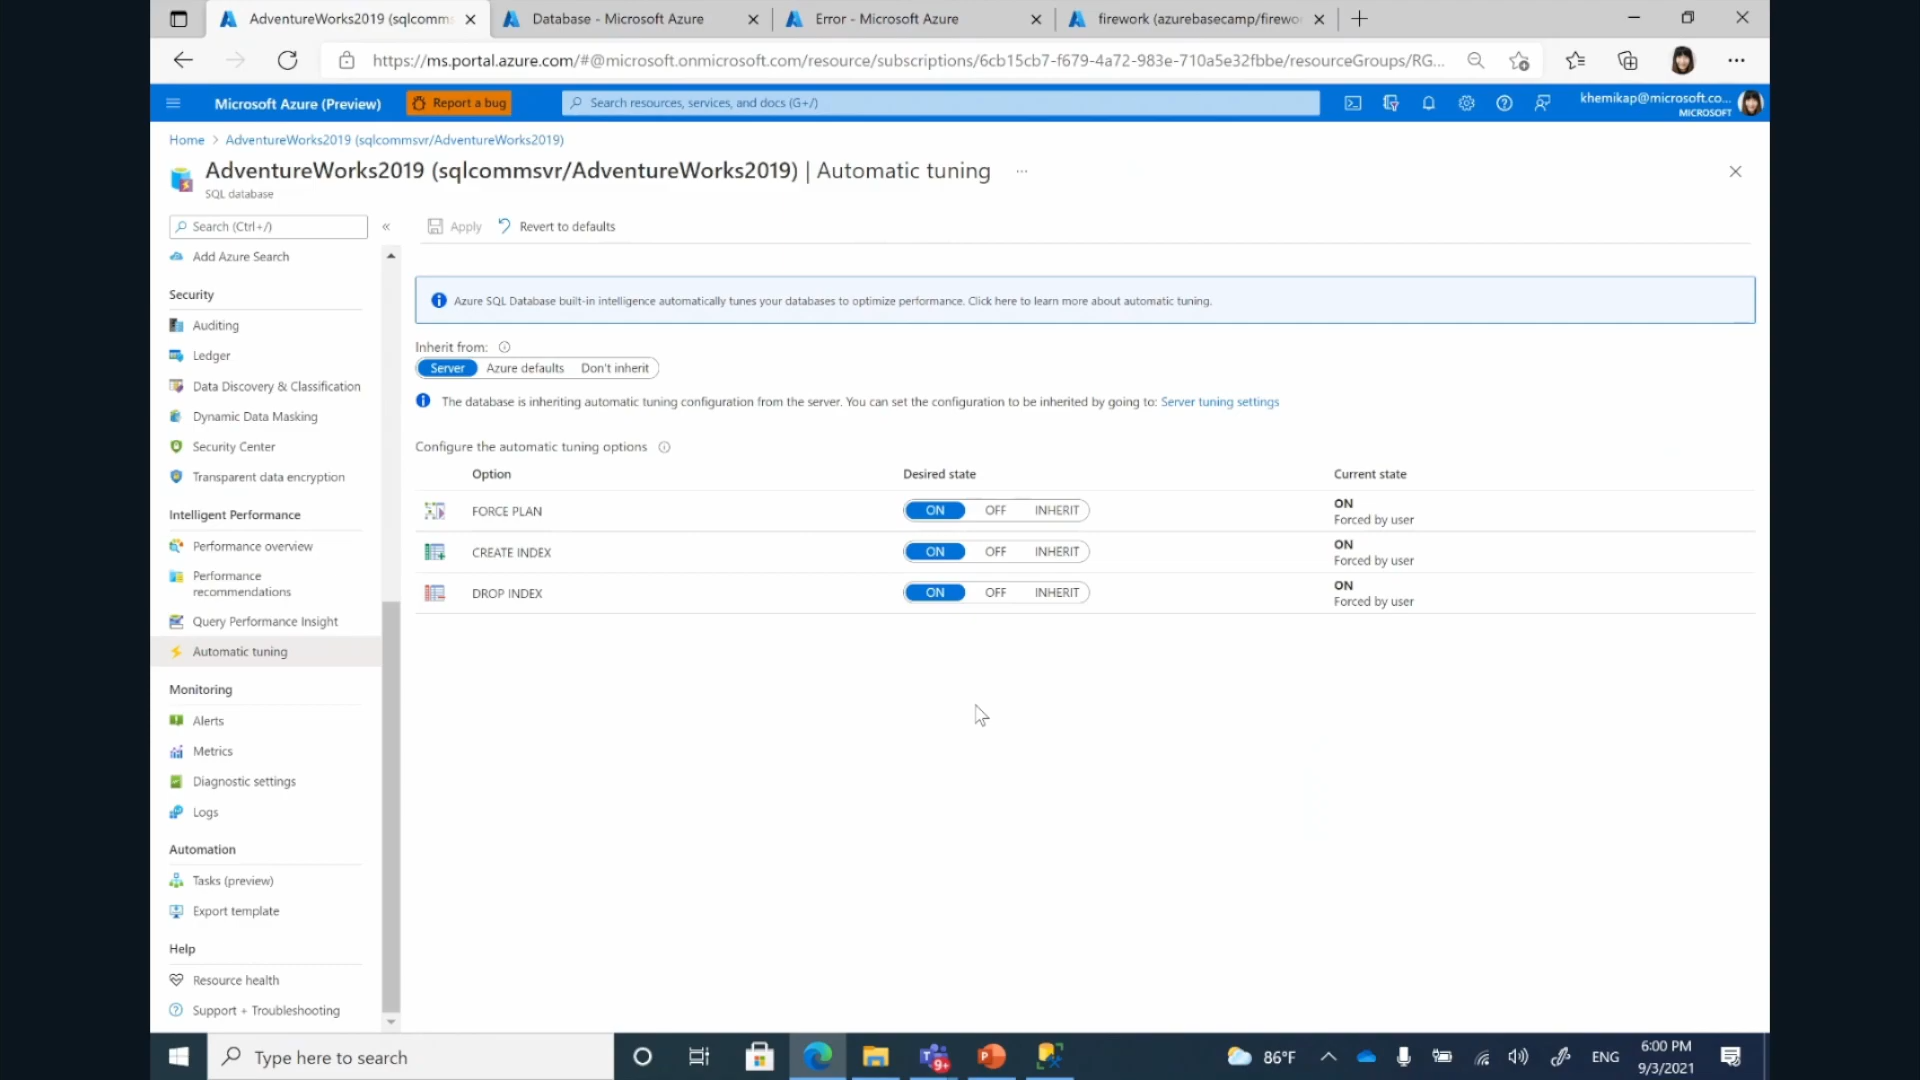 AdventureWorks2019 (sqlcomms
Database - Microsoft Azure
Error - Microsoft Azure
firework (azurebasecamp/firewo
https://ms.portal.azure.com/#@microsoft.onmicrosoft.com/resource/subscriptions/6cb15cb7-f679-4a72-983e-710a5e32fbbe/resourceGroups/RG...
Microsoft Azure (Preview)
Report a bug
Search resources, services, and docs (G+/)
khemikap@microsoft.co...
MICROSOFT
Home > AdventureWorks2019 (sqlcommsvr/AdventureWorks2019)
AdventureWorks2019 (sqlcommsvr/AdventureWorks2019) | Automatic tuning ...
SQL database
Search (Ctrl+/)
«
Apply
Revert to defaults
Add Azure Search
Security
Auditing
Ledger
Data Discovery & Classification
Dynamic Data Masking
Security Center
Transparent data encryption
Intelligent Performance
Performance overview
Performance
recommendations
Query Performance Insight
Automatic tuning
Monitoring
Alerts
Metrics
Diagnostic settings
Logs
Automation
Tasks (preview)
Export template
Help
Resource health
Support + Troubleshooting
Azure SQL Database built-in intelligence automatically tunes your databases to optimize performance. Click here to learn more about automatic tuning.
Inherit from:
Server Azure defaults Don't inherit
The database is inheriting automatic tuning configuration from the server. You can set the configuration to be inherited by going to: Server tuning settings
Configure the automatic tuning options
Option Desired state Current state
FORCE PLAN ON OFF INHERIT ON
Forced by user
CREATE INDEX ON OFF INHERIT ON
Forced by user
DROP INDEX ON OFF INHERIT ON
Forced by user
Type here to search
9+
86°F
ENG
6:00 PM
9/3/2021